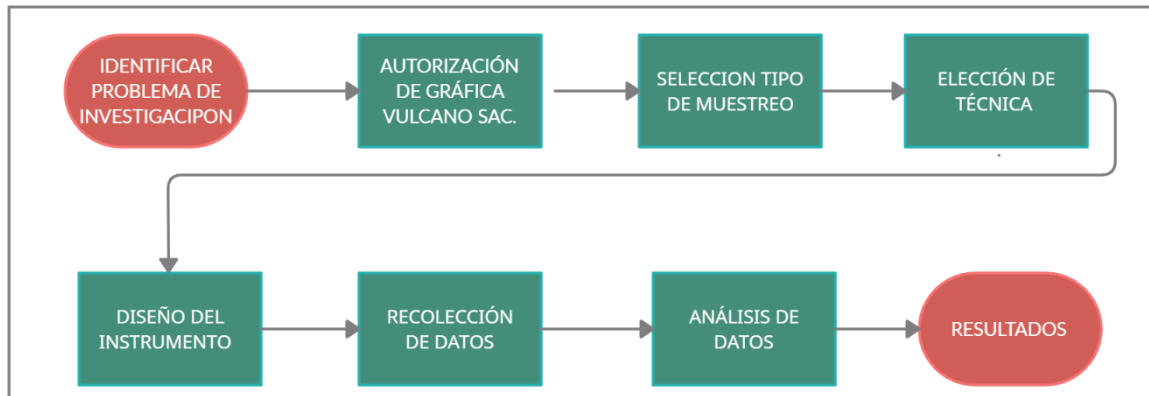 IDENTIFICAR
PROBLEMA DE
INVESTIGACIPON
AUTORIZACIÓN
DE GRÁFICA
VULCANO SAC.
SELECCION TIPO
DE MUESTREO
ELECCIÓN DE
TÉCNICA
DISEÑO DEL
INSTRUMENTO
RECOLECCIÓN
DE DATOS
ANÁLISIS DE
DATOS
RESULTADOS